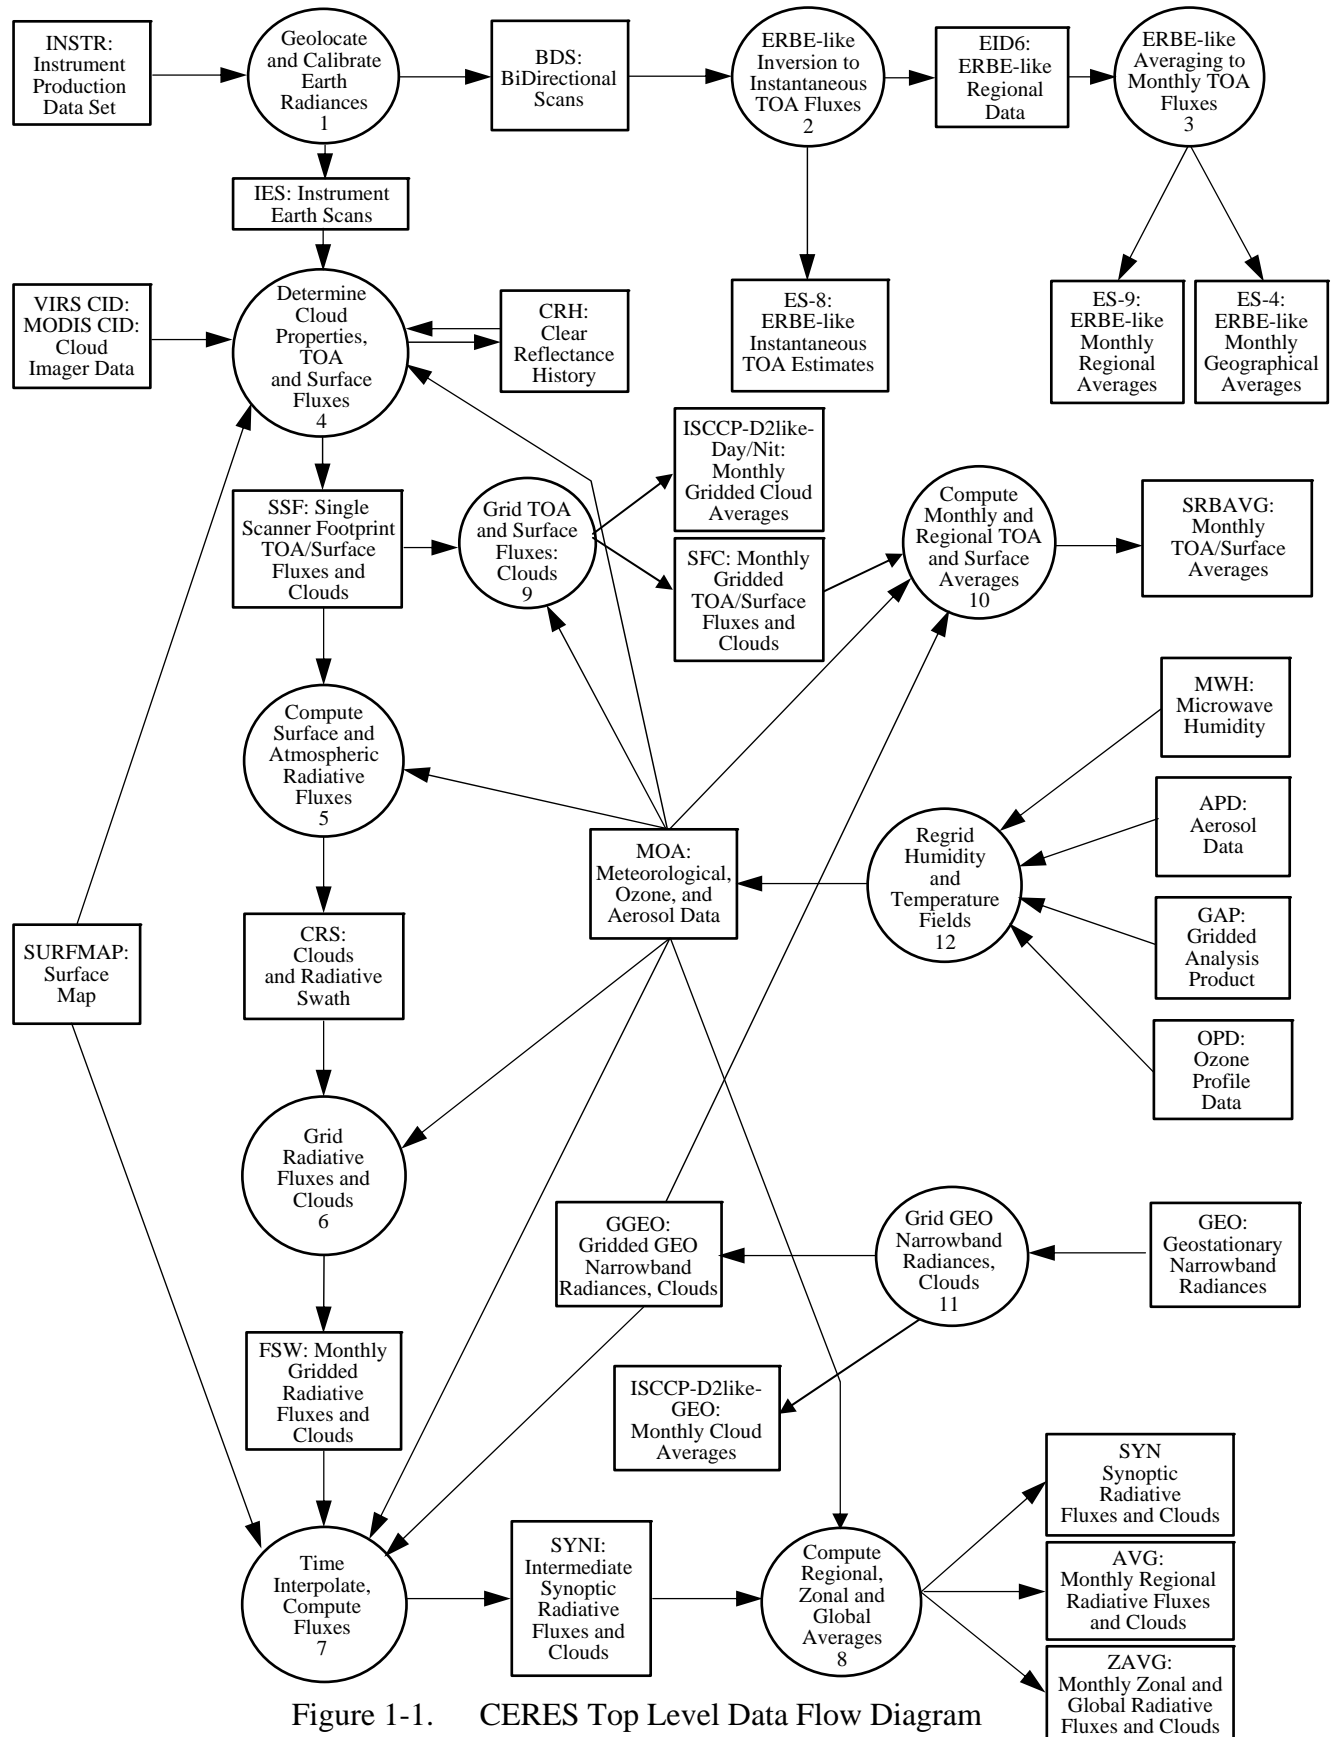 INSTR:
Instrument
Production
Data Set
Geolocate
and Calibrate
Earth
Radiances
1
BDS:
BiDirectional
Scans
ERBE-like
Inversion to
Instantaneous
TOA Fluxes
2
EID6:
ERBE-like
Regional
Data
ERBE-like
Averaging to
Monthly TOA
Fluxes
3
IES: Instrument
Earth Scans
VIRS CID:
MODIS CID:
Cloud
Imager Data
Determine
Cloud
Properties,
TOA
and Surface
Fluxes
4
CRH:
Clear
Reflectance
History
ES-8:
ERBE-like
Instantaneous
TOA Estimates
ES-9:
ERBE-like
Monthly
Regional
Averages
ES-4:
ERBE-like
Monthly
Geographical
Averages
SSF: Single
Scanner Footprint
TOA/Surface
Fluxes and
Clouds
Grid TOA
and Surface
Fluxes:
Clouds
9
ISCCP-D2like-
Day/Nit:
Monthly
Gridded Cloud
Averages
SFC: Monthly
Gridded
TOA/Surface
Fluxes and
Clouds
Compute
Monthly and
Regional TOA
and Surface
Averages
10
SRBAVG:
Monthly
TOA/Surface
Averages
Compute
Surface and
Atmospheric
Radiative
Fluxes
5
MWH:
Microwave
Humidity
APD:
Aerosol
Data
MOA:
Meteorological,
Ozone, and
Aerosol Data
Regrid
Humidity
and
Temperature
Fields
12
GAP:
Gridded
Analysis
Product
SURFMAP:
Surface
Map
CRS:
Clouds
and Radiative
Swath
OPD:
Ozone
Profile
Data
Grid
Radiative
Fluxes and
Clouds
6
GGEO:
Gridded GEO
Narrowband
Radiances, Clouds
Grid GEO
Narrowband
Radiances,
Clouds
11
GEO:
Geostationary
Narrowband
Radiances
FSW: Monthly
Gridded
Radiative
Fluxes and
Clouds
ISCCP-D2like-
GEO:
Monthly Cloud
Averages
Time
Interpolate,
Compute
Fluxes
7
SYNI:
Intermediate
Synoptic
Radiative
Fluxes and
Clouds
Compute
Regional,
Zonal and
Global
Averages
8
SYN
Synoptic
Radiative
Fluxes and Clouds
AVG:
Monthly Regional
Radiative Fluxes
and Clouds
ZAVG:
Monthly Zonal and
Global Radiative
Fluxes and Clouds
Figure 1-1. CERES Top Level Data Flow Diagram